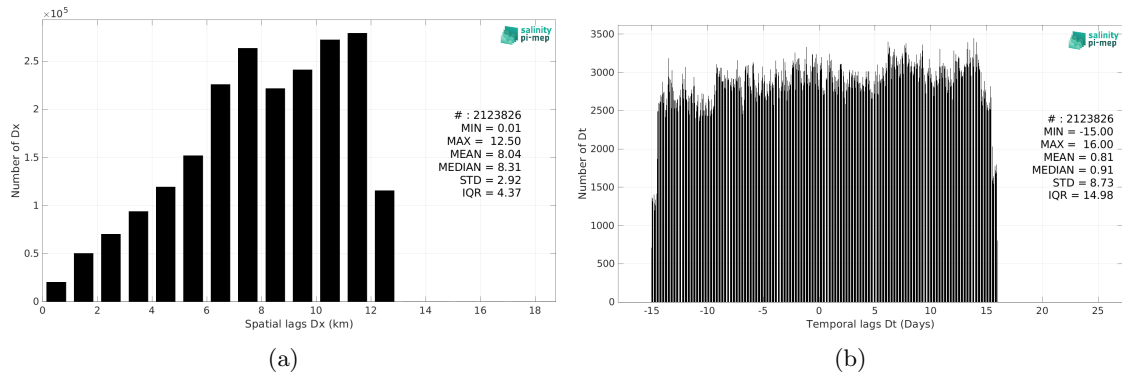 ×10^5
salinity
pi-mep
2.5
2
1.5
1
0.5
0
Number of Dx
# : 2123826
MIN = 0.01
MAX = 12.50
MEAN = 8.04
MEDIAN = 8.31
STD = 2.92
IQR = 4.37
0 2 4 6 8 10 12 14 16 18
Spatial lags Dx (km)
(a)
salinity
pi-mep
3500
3000
2500
2000
1500
1000
500
0
Number of Dt
# : 2123826
MIN = -15.00
MAX = 16.00
MEAN = 0.81
MEDIAN = 0.91
STD = 8.73
IQR = 14.98
-15 -10 -5 0 5 10 15 20 25
Temporal lags Dt (Days)
(b)